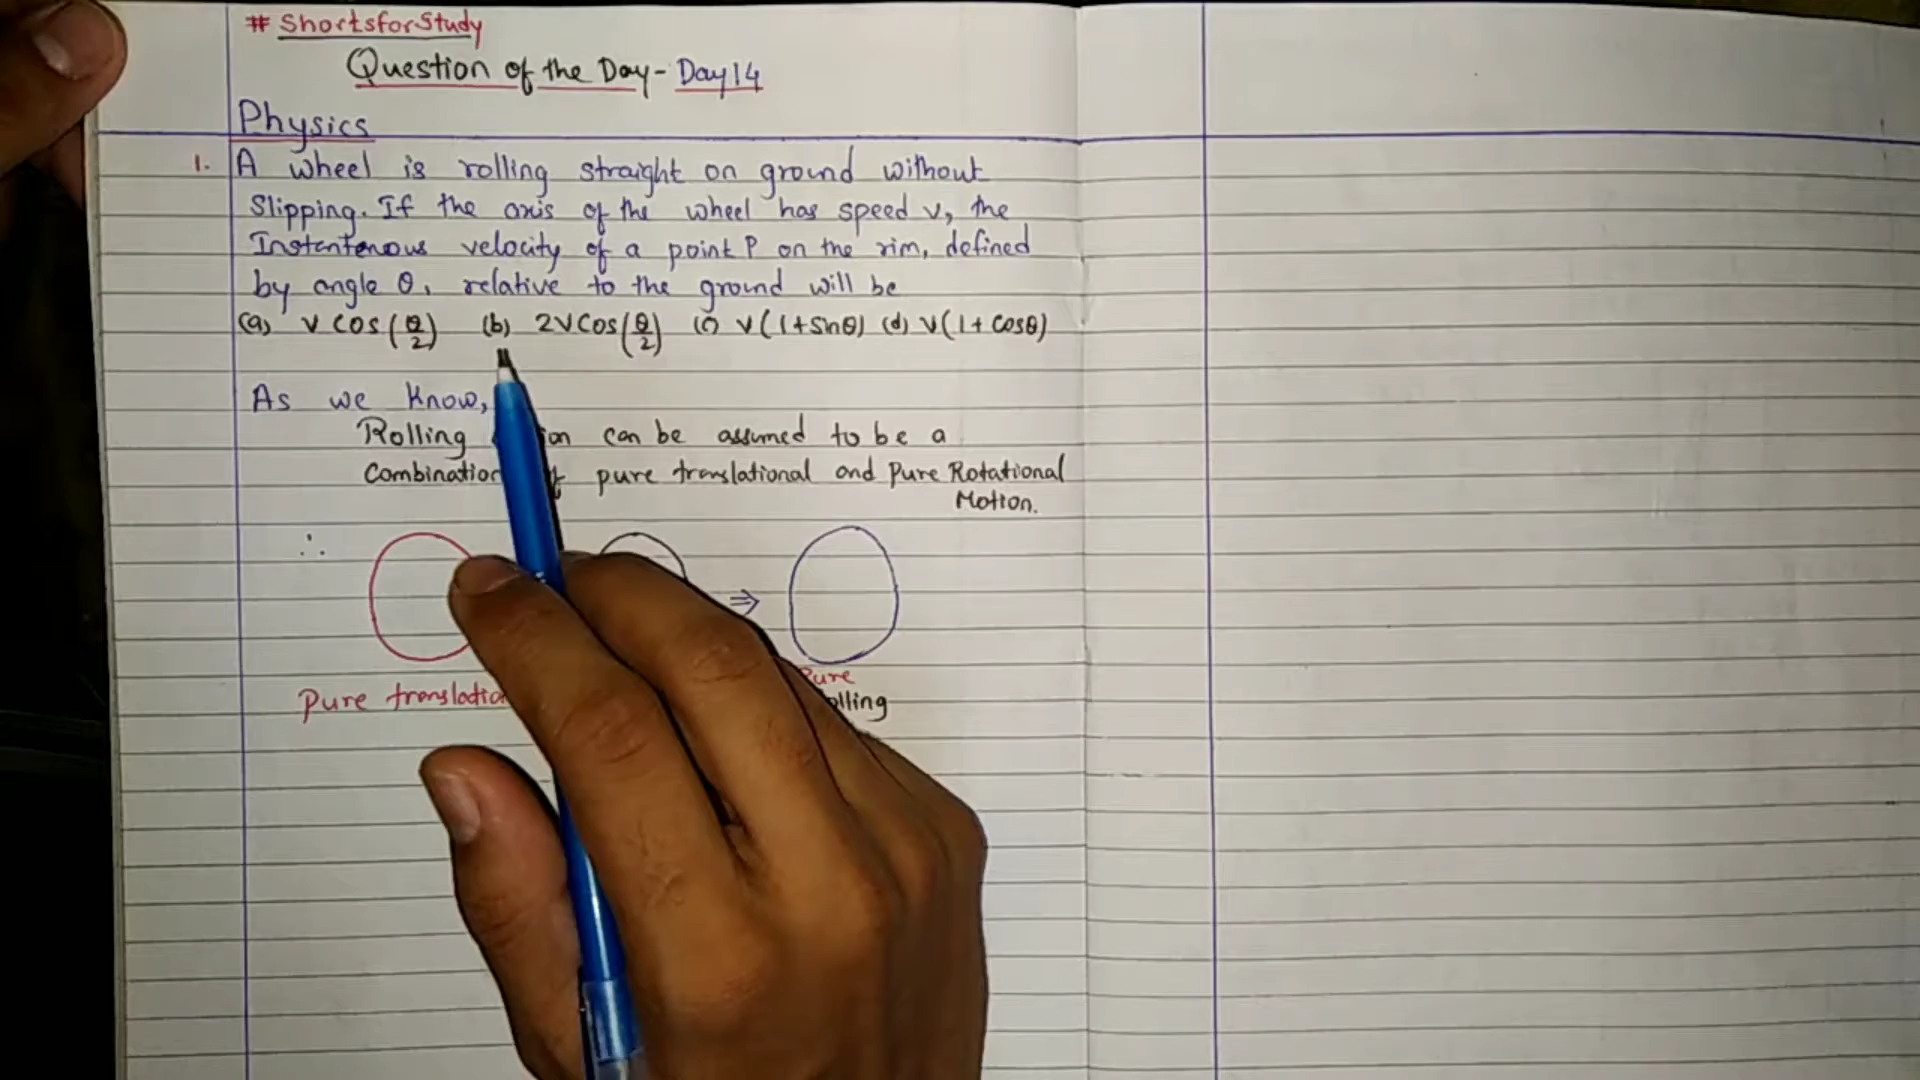 # ShortsforStudy
Question of the Day - Day 14
Physics
1. A wheel is rolling straight on ground without
Slipping. If the axis of the wheel has speed v, the
Instantenous velocity of a point P on the rim, defined
by angle θ, relative to the ground will be
(a) v cos(θ/2) (b) 2v cos(θ/2) (c) v(1+sinθ) (d) v(1+cosθ)
As we know,
Rolling can be assumed to be a
Combination pure translational and Pure Rotational
Motion.
∴ ⇒
Pure
Pure